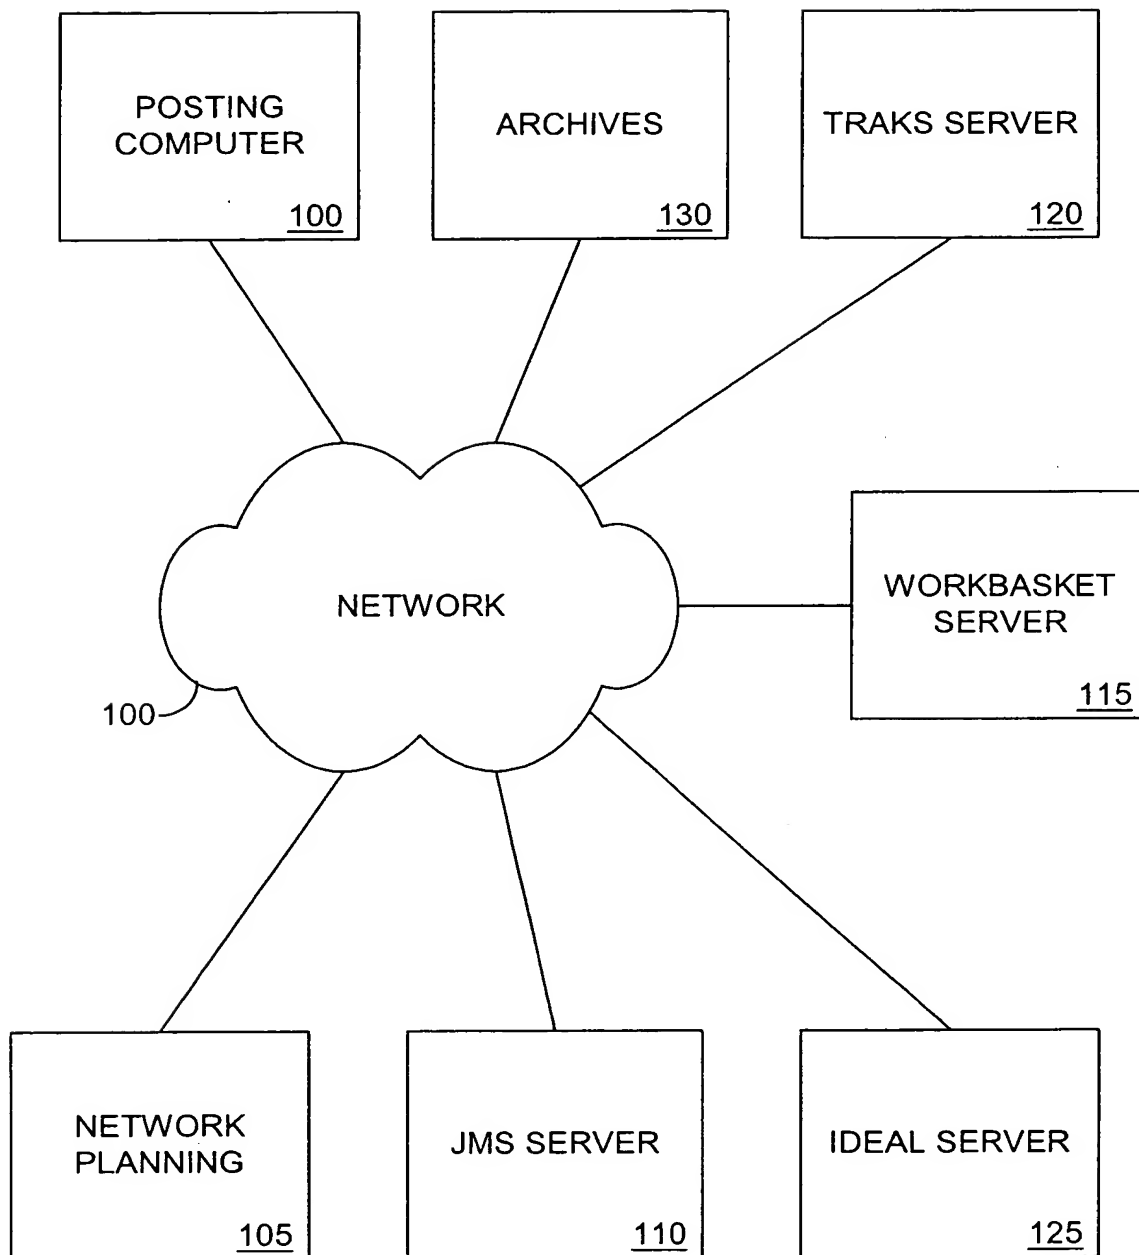 POSTING
COMPUTER
100
ARCHIVES
130
TRAKS SERVER
120
NETWORK
100
WORKBASKET
SERVER
115
NETWORK
PLANNING
105
JMS SERVER
110
IDEAL SERVER
125